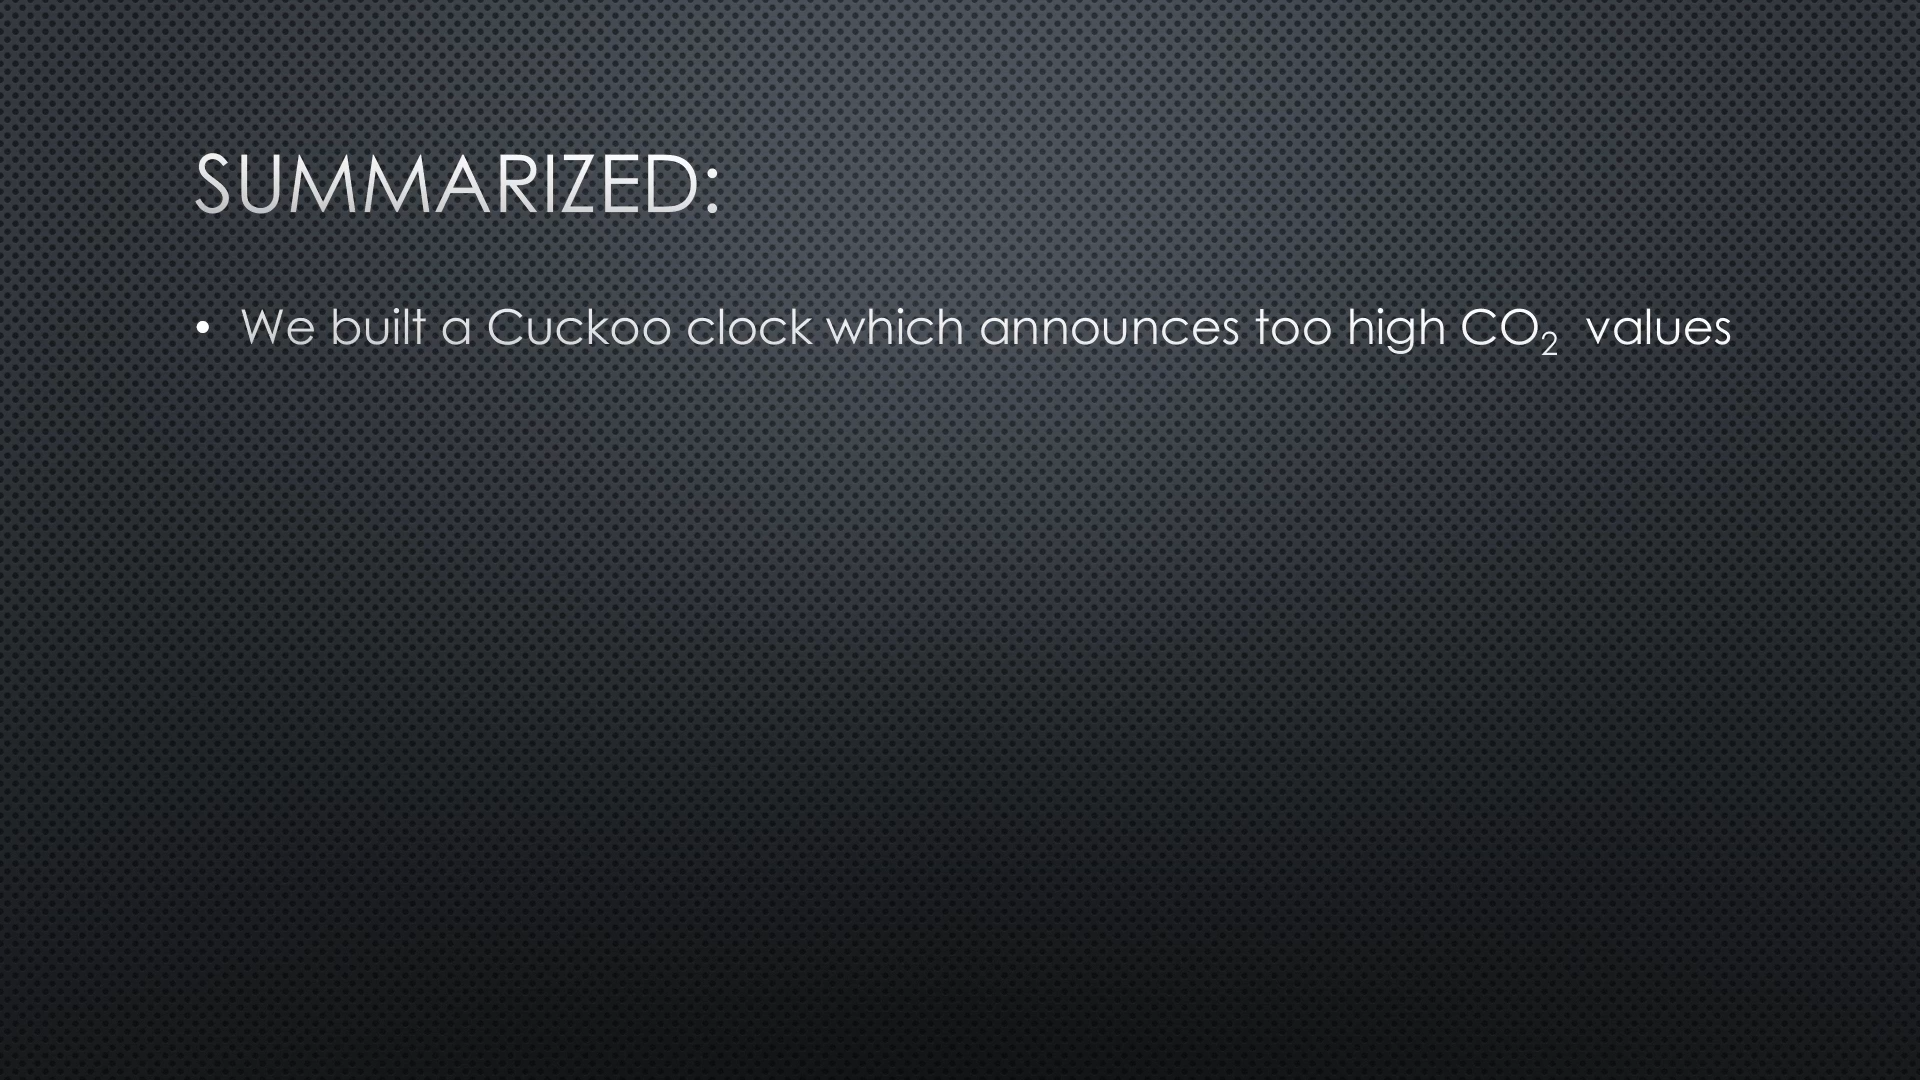 SUMMARIZED:
• We built a Cuckoo clock which announces too high CO₂ values